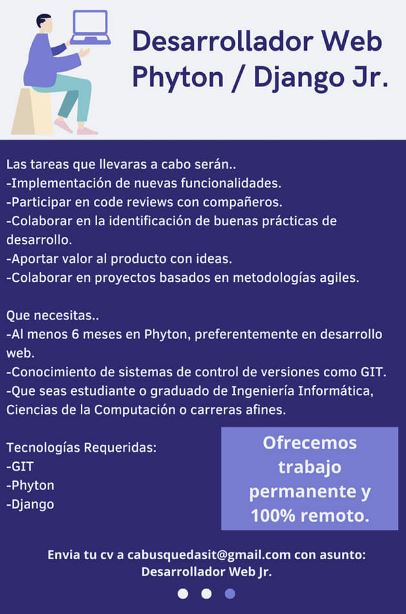 Desarrollador Web
Phyton / Django Jr.
Las tareas que llevaras a cabo serán..
-Implementación de nuevas funcionalidades.
-Participar en code reviews con compañeros.
-Colaborar en la identificación de buenas prácticas de
desarrollo.
-Aportar valor al producto con ideas.
-Colaborar en proyectos basados en metodologías agiles.
Que necesitas..
-Al menos 6 meses en Phyton, preferentemente en desarrollo
web.
-Conocimiento de sistemas de control de versiones como GIT.
-Que seas estudiante o graduado de Ingeniería Informática,
Ciencias de la Computación o carreras afines.
Tecnologías Requeridas:
-GIT
-Phyton
-Django
Ofrecemos
trabajo
permanente y
100% remoto.
Envia tu cv a cabusquedasit@gmail.com con asunto:
Desarrollador Web Jr.